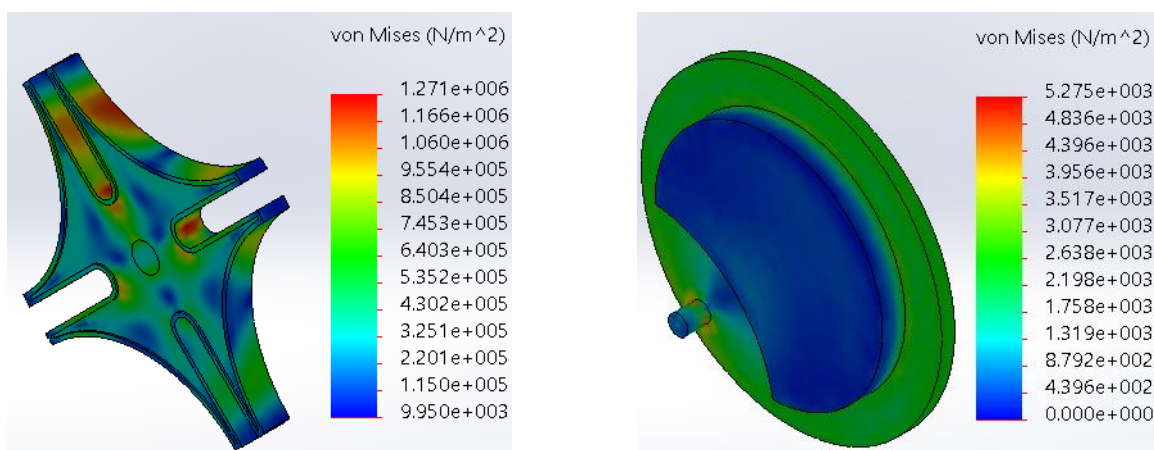 von Mises (N/m^2)
1.271e+006
1.166e+006
1.060e+006
9.554e+005
8.504e+005
7.453e+005
6.403e+005
5.352e+005
4.302e+005
3.251e+005
2.201e+005
1.150e+005
9.950e+003
von Mises (N/m^2)
5.275e+003
4.836e+003
4.396e+003
3.956e+003
3.517e+003
3.077e+003
2.638e+003
2.198e+003
1.758e+003
1.319e+003
8.792e+002
4.396e+002
0.000e+000